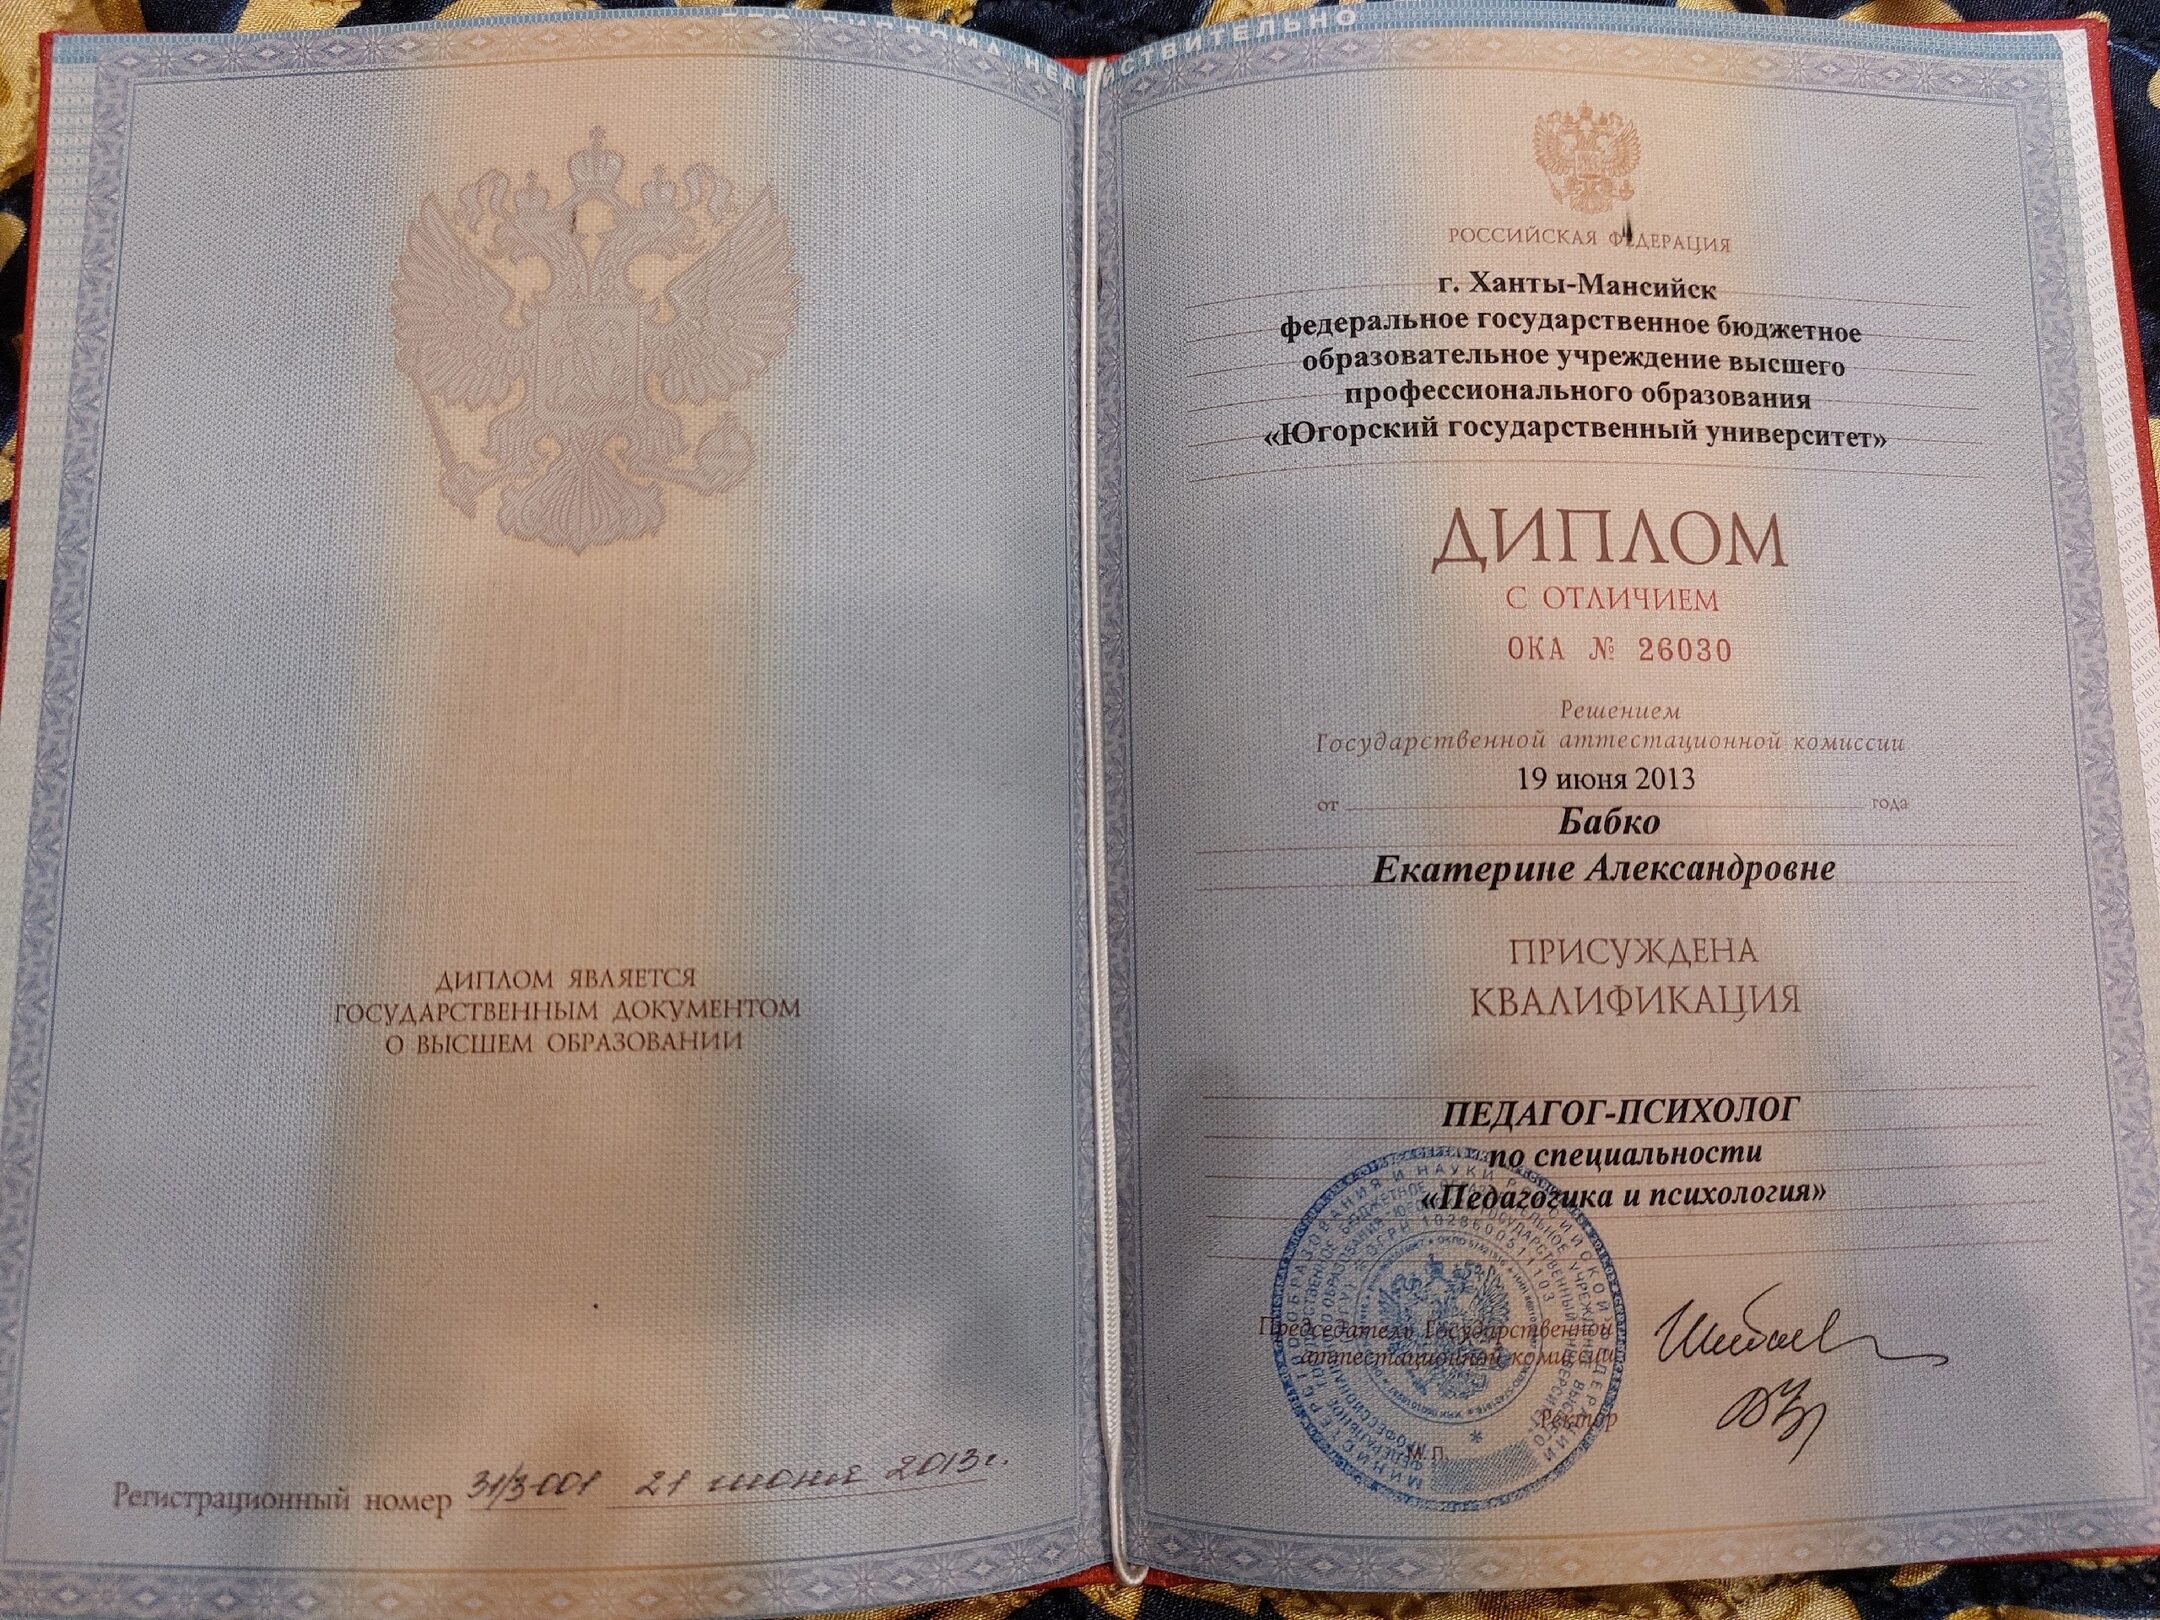 ДИПЛОМ ЯВЛЯЕТСЯ
ГОСУДАРСТВЕННЫМ ДОКУМЕНТОМ
О ВЫСШЕМ ОБРАЗОВАНИИ
Регистрационный номер 31/3-001 21 июня 2013г.
РОССИЙСКАЯ ФЕДЕРАЦИЯ
г. Ханты-Мансийск
федеральное государственное бюджетное
образовательное учреждение высшего
профессионального образования
«Югорский государственный университет»
ДИПЛОМ
С ОТЛИЧИЕМ
ОКА № 26030
Решением
Государственной аттестационной комиссии
19 июня 2013
от года
Бабко
Екатерине Александровне
ПРИСУЖДЕНА
КВАЛИФИКАЦИЯ
ПЕДАГОГ-ПСИХОЛОГ
по специальности
«Педагогика и психология»
Председатель Государственной
аттестационной комиссии
Ректор
М.П.